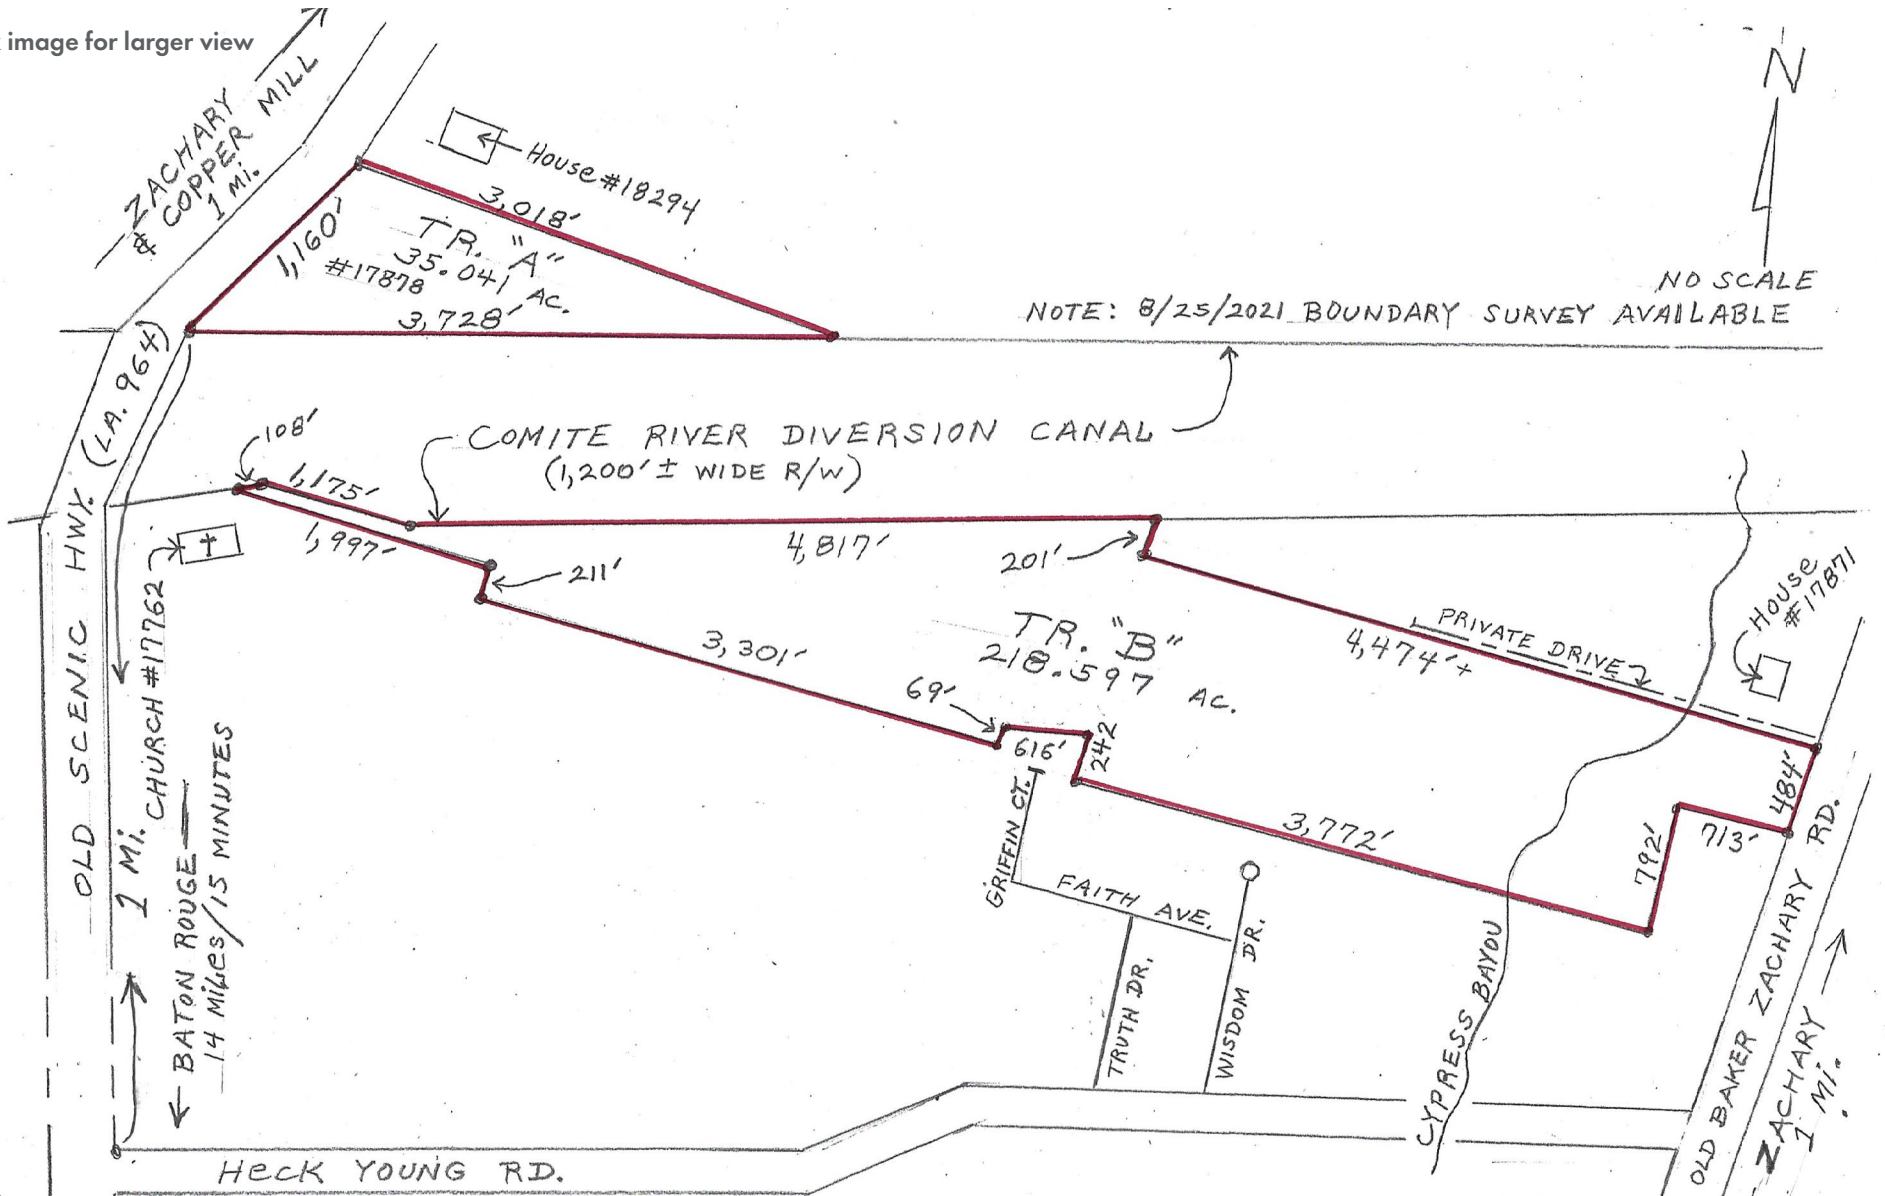 image for larger view
ZACHARY
& COPPER MILL
1 Mi.
N
House #18294
3,018'
1,160'
TR. "A"
35.041 AC.
#17878
3,728'
NO SCALE
NOTE: 8/25/2021 BOUNDARY SURVEY AVAILABLE
OLD SCENIC HWY. (LA. 964)
108'
1,175'
COMITE RIVER DIVERSION CANAL
(1,200'± WIDE R/W)
1,997'
4,817'
211'
201'
CHURCH #17762
House
#17871
3,301'
TR. "B"
218.597 AC.
PRIVATE DRIVE
4,474'+
69'
616'
242
484'
713'
792'
3,772'
GRIFFIN CT.
FAITH AVE.
TRUTH DR.
WISDOM DR.
CYPRESS BAYOU
OLD BAKER ZACHARY RD.
ZACHARY
1 Mi.
1 Mi.
BATON ROUGE
14 MILES/15 MINUTES
HECK YOUNG RD.